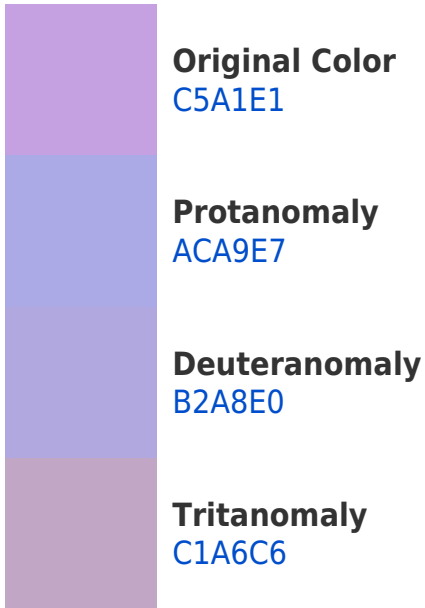 Original Color
C5A1E1
Protanomaly
ACA9E7
Deuteranomaly
B2A8E0
Tritanomaly
C1A6C6